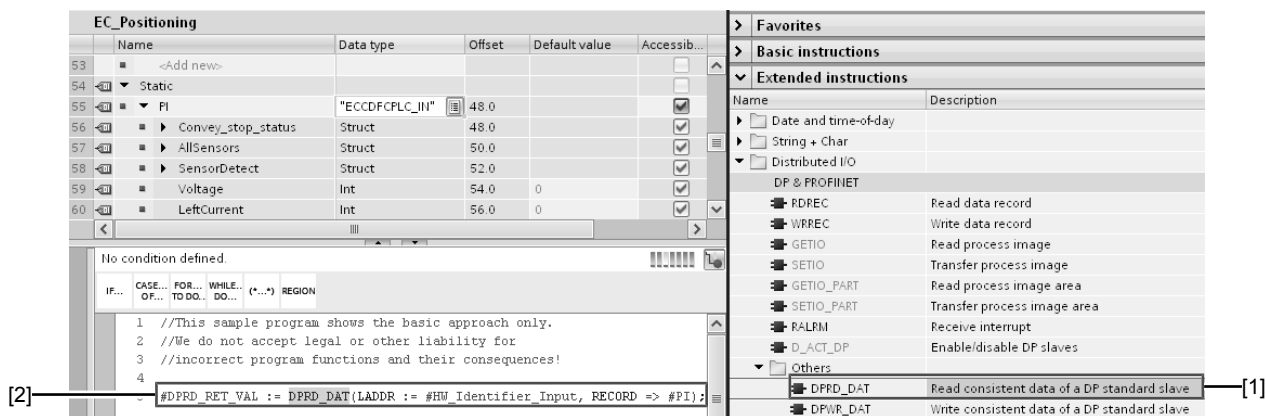 EC_Positioning
Name Data type Offset Default value Accessib...
53 <Add new>
54 Static
55 PI "ECCDFCPLC_IN" 48.0
56 Convey_stop_status Struct 48.0
57 AllSensors Struct 50.0
58 SensorDetect Struct 52.0
59 Voltage Int 54.0 0
60 LeftCurrent Int 56.0 0
No condition defined.
IF... CASE... OF... FOR... TO DO.. WHILE.. DO... (*...*) REGION
1 //This sample program shows the basic approach only.
2 //We do not accept legal or other liability for
3 //incorrect program functions and their consequences!
4
[2] #DPRD_RET_VAL := DPRD_DAT(LADDR := #HW_Identifier_Input, RECORD => #PI);
Favorites
Basic instructions
Extended instructions
Name Description
Date and time-of-day
String + Char
Distributed I/O
DP & PROFINET
RDREC Read data record
WRREC Write data record
GETIO Read process image
SETIO Transfer process image
GETIO_PART Read process image area
SETIO_PART Transfer process image area
RALRM Receive interrupt
D_ACT_DP Enable/disable DP slaves
Others
DPRD_DAT Read consistent data of a DP standard slave [1]
DPWR_DAT Write consistent data of a DP standard slave